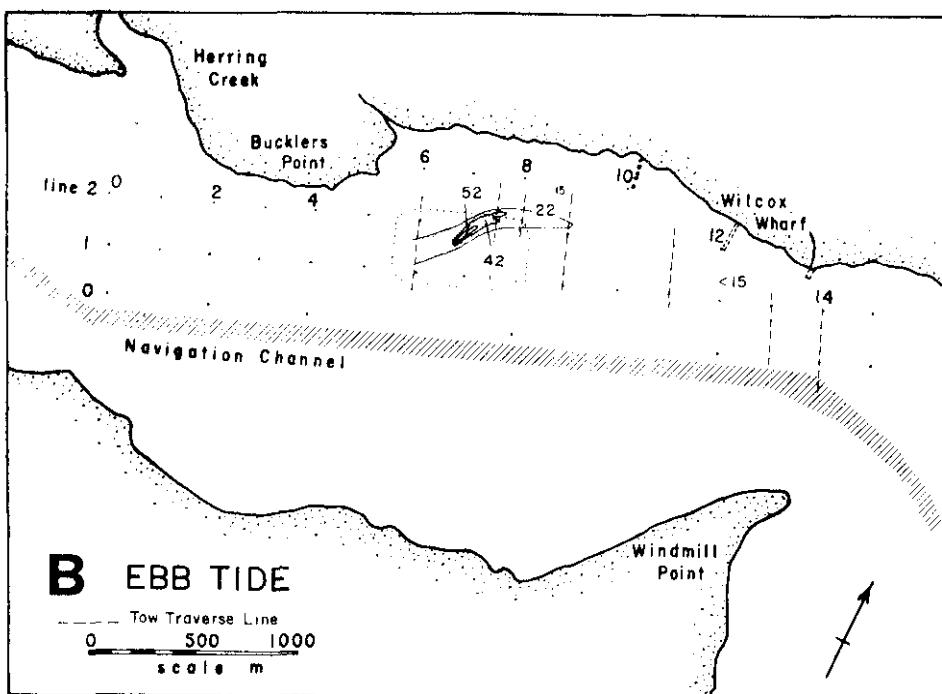 Herring
Creek
Bucklers
Point
line 2 0 2 4 6 8 10 12 14
1
0
52
22
15
42
Wilcox
Wharf
<15
Navigation Channel
Windmill
Point
B EBB TIDE
Tow Traverse Line
0 500 1000
scale m